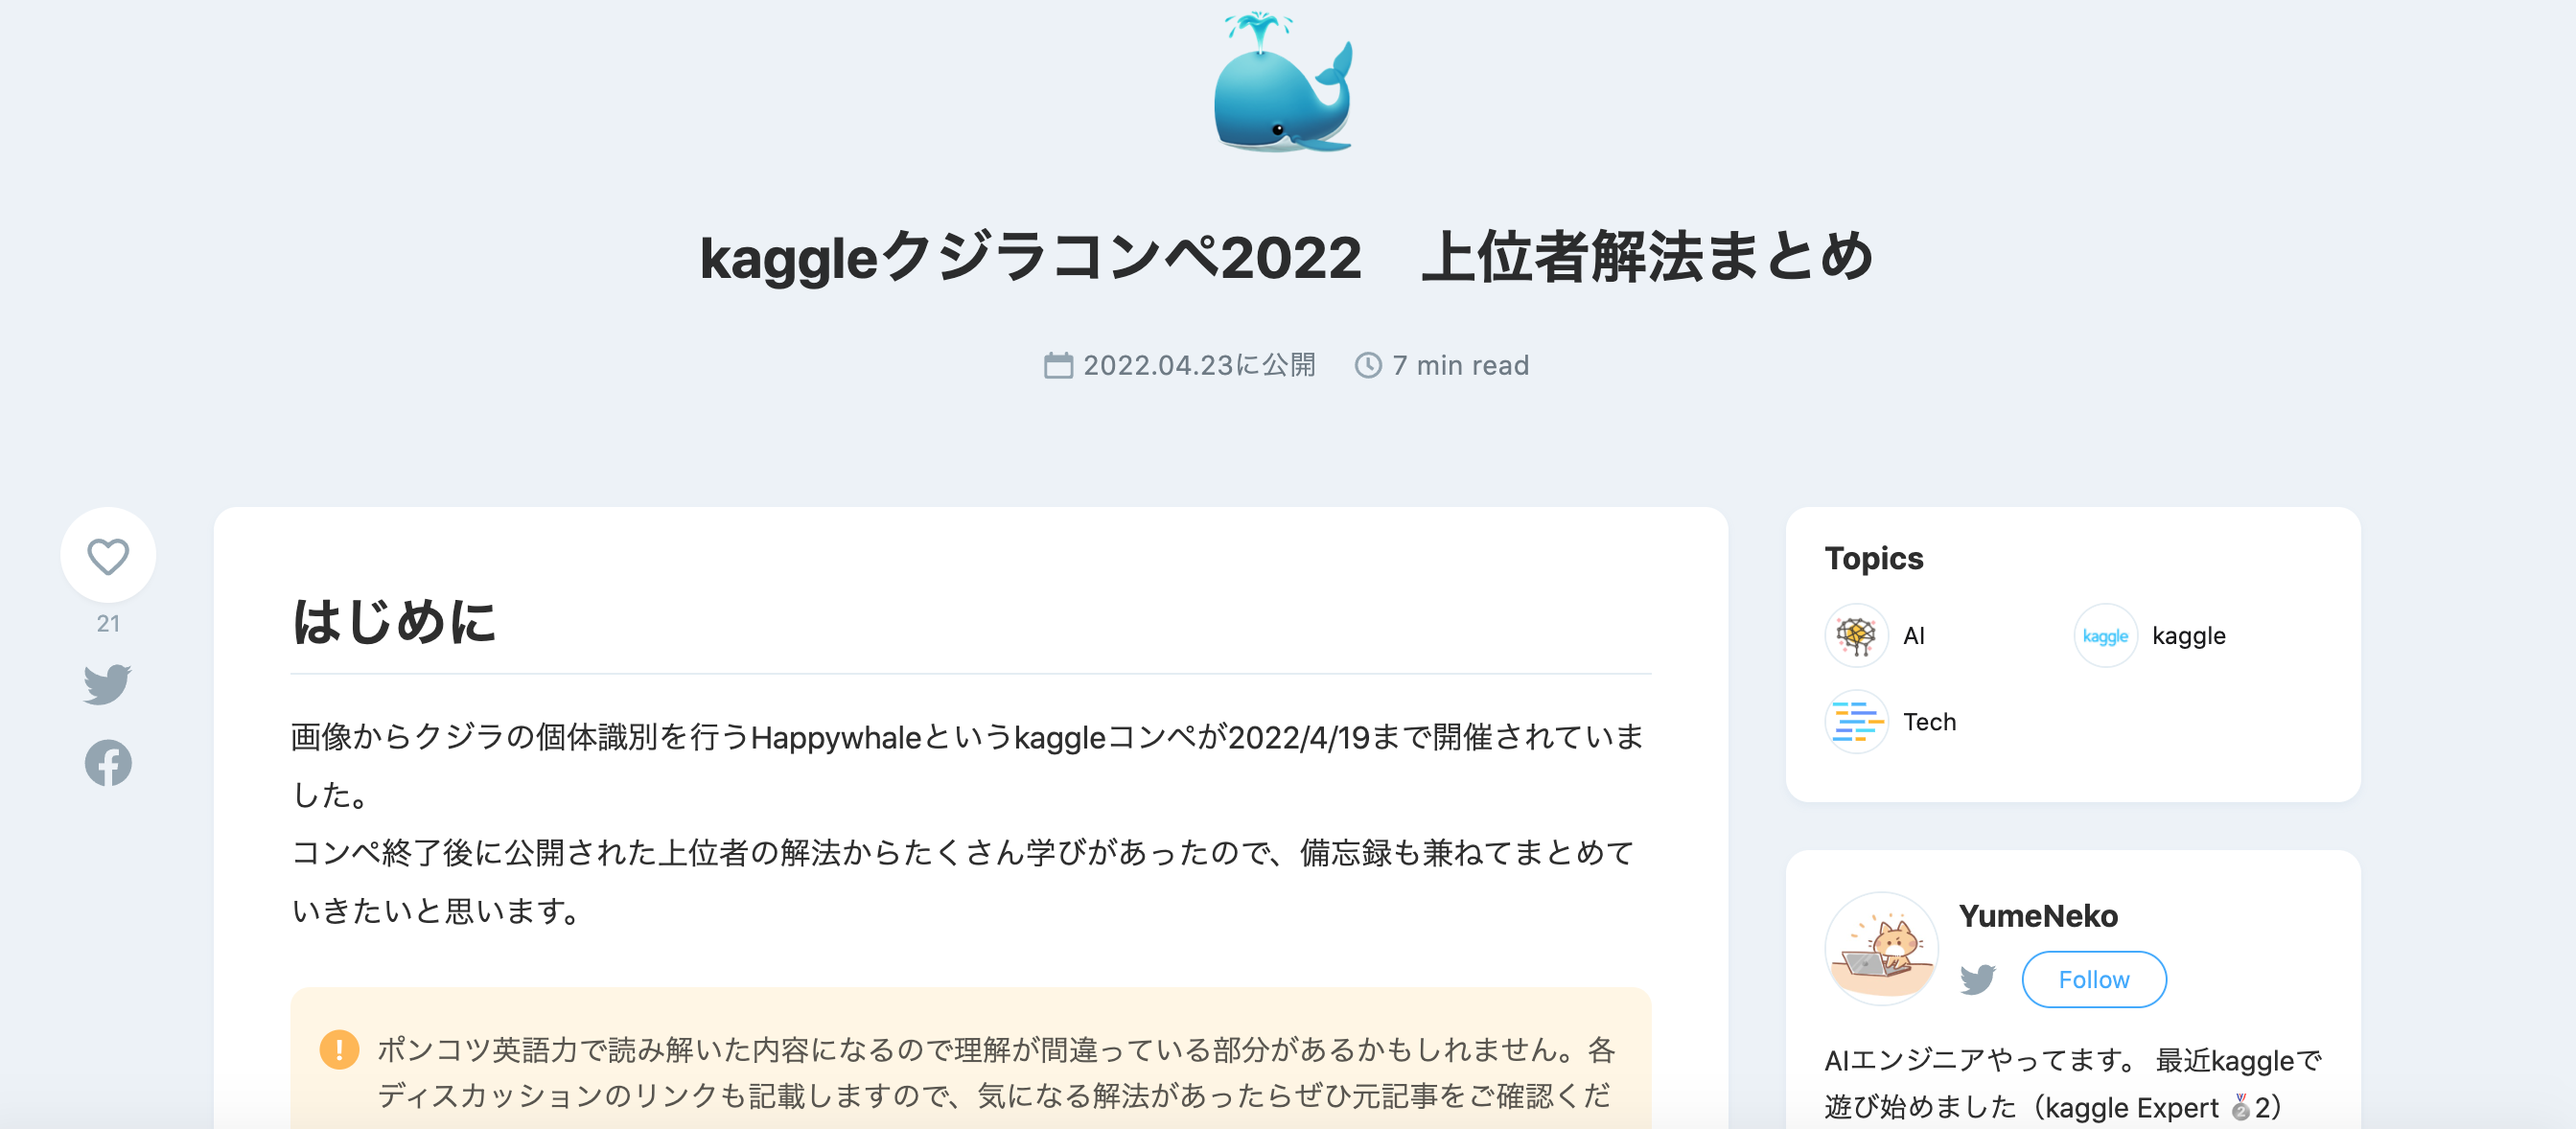 kaggleクジラコンペ2022　上位者解法まとめ
2022.04.23に公開 7 min read
21
はじめに
画像からクジラの個体識別を行うHappywhaleというkaggleコンペが2022/4/19まで開催されていま
した。
コンペ終了後に公開された上位者の解法からたくさん学びがあったので、備忘録も兼ねてまとめて
いきたいと思います。
! ポンコツ英語力で読み解いた内容になるので理解が間違っている部分があるかもしれません。各
ディスカッションのリンクも記載しますので、気になる解法があったらぜひ元記事をご確認くだ
Topics
AI
kaggle kaggle
Tech
YumeNeko
Follow
AIエンジニアやってます。 最近kaggleで
遊び始めました（kaggle Expert 🥈2）